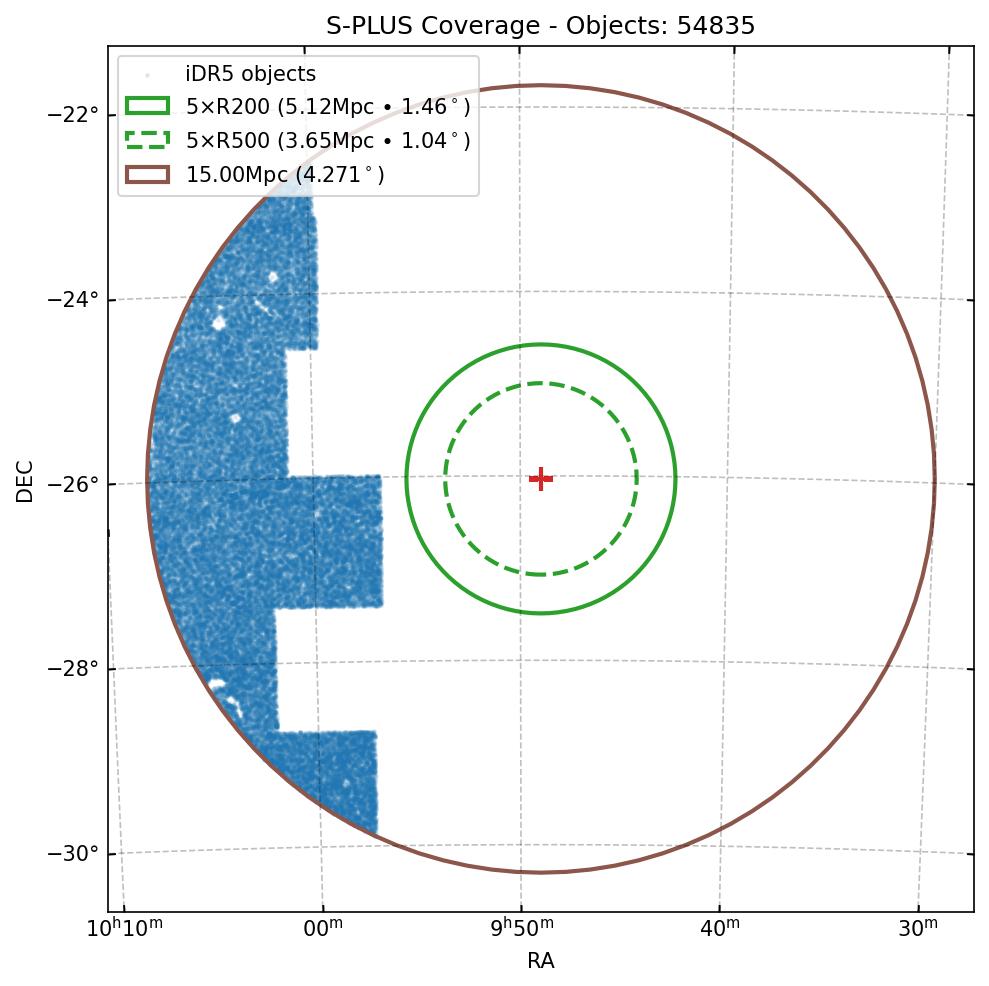 S-PLUS Coverage - Objects: 54835
iDR5 objects
5×R200 (5.12Mpc • 1.46°)
5×R500 (3.65Mpc • 1.04°)
15.00Mpc (4.271°)
−22°
−24°
−26°
−28°
−30°
DEC
10ʰ10ᵐ 00ᵐ 9ʰ50ᵐ 40ᵐ 30ᵐ
RA